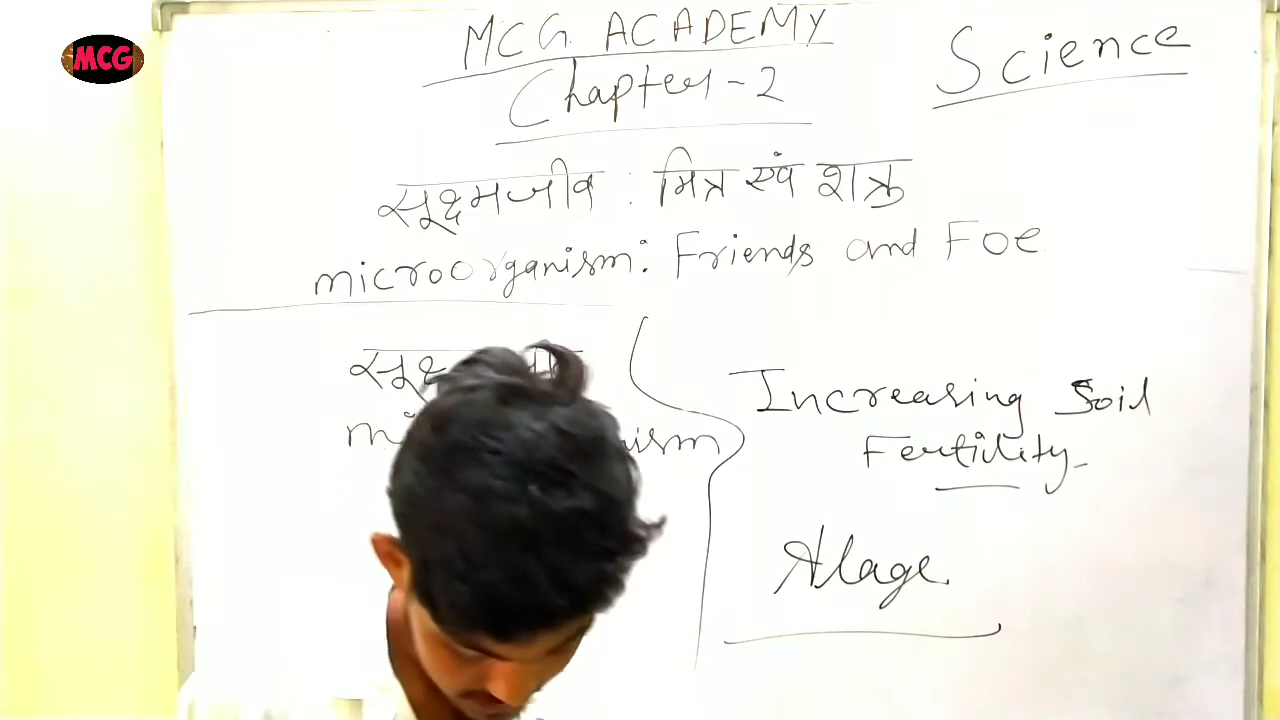 MCG
MCG ACADEMY
Science
Chapter-2
सूक्ष्मजीव : मित्र एवं शत्रु
microorganism: Friends and Foe
Increasing Soil
Fertility-
Alage